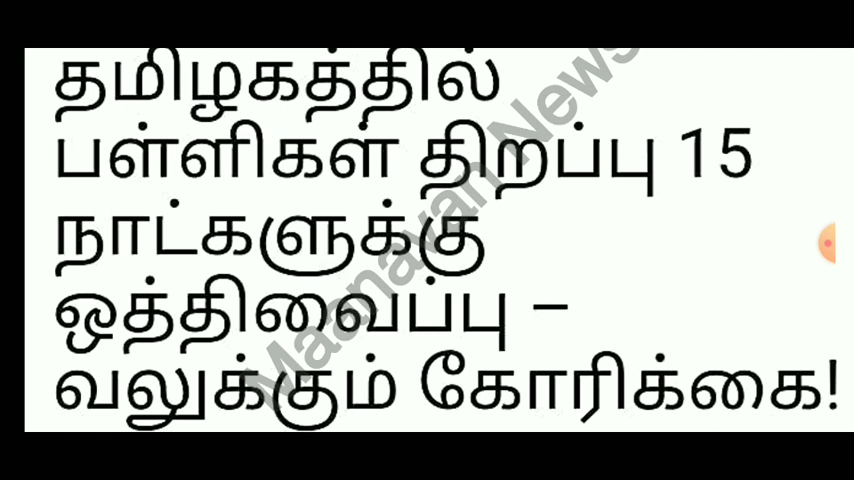 தமிழகத்தில்
பள்ளிகள் திறப்பு 15
நாட்களுக்கு
ஒத்திவைப்பு –
வலுக்கும் கோரிக்கை!
Maanavan News